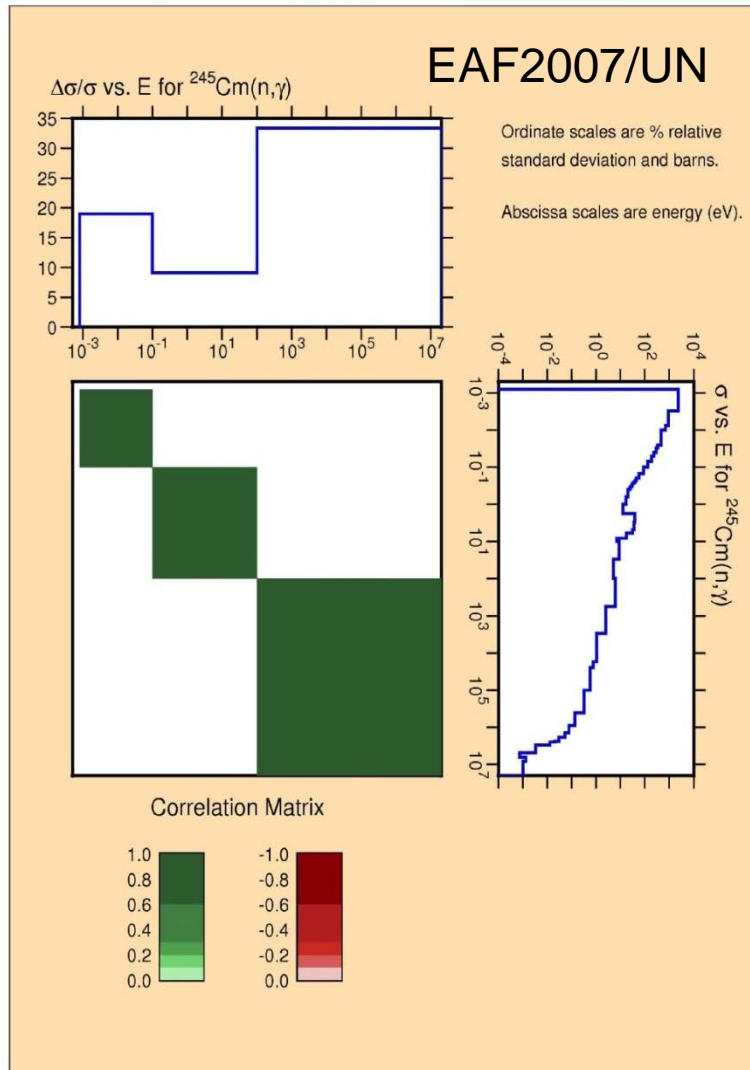 EAF2007/UN
Δσ/σ vs. E for ²⁴⁵Cm(n,γ)
Ordinate scales are % relative
standard deviation and barns.
Abscissa scales are energy (eV).
35
30
25
20
15
10
5
0
10⁻³ 10⁻¹ 10¹ 10³ 10⁵ 10⁷
10⁻⁴ 10⁻² 10⁰ 10² 10⁴
σ vs. E for ²⁴⁵Cm(n,γ)
10⁻³
10⁻¹
10¹
10³
10⁵
10⁷
Correlation Matrix
1.0 -1.0
0.8 -0.8
0.6 -0.6
0.4 -0.4
0.2 -0.2
0.0 0.0